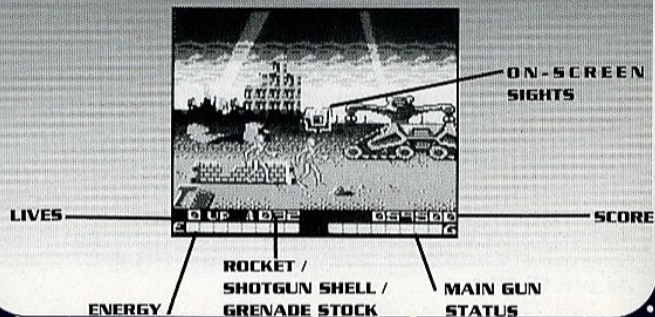 ON-SCREEN
SIGHTS
LIVES
SCORE
ROCKET /
SHOTGUN SHELL /
GRENADE STOCK
MAIN GUN
STATUS
ENERGY